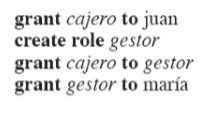 grant cajero to juan
create role gestor
grant cajero to gestor
grant gestor to maría